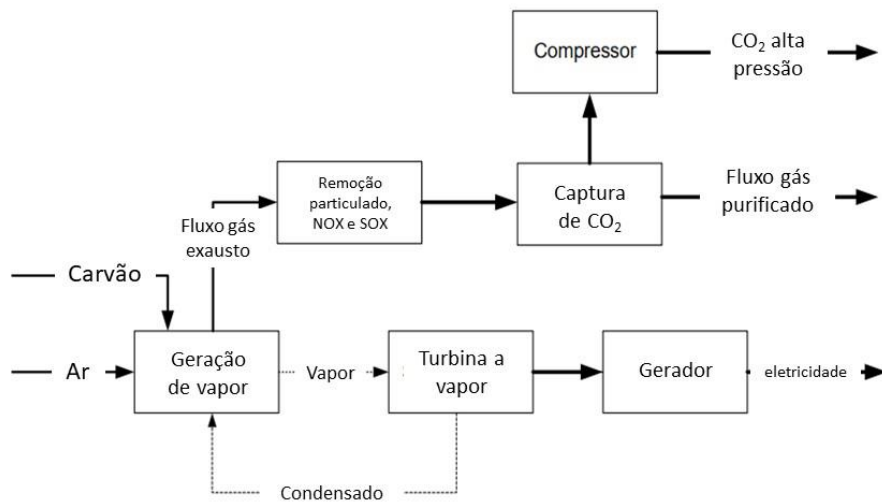 Compressor
CO₂ alta
pressão
Remoção
particulado,
NOX e SOX
Captura
de CO₂
Fluxo gás
purificado
Fluxo gás
exausto
Carvão
Ar
Geração
de vapor
Vapor
Turbina a
vapor
Gerador
eletricidade
Condensado